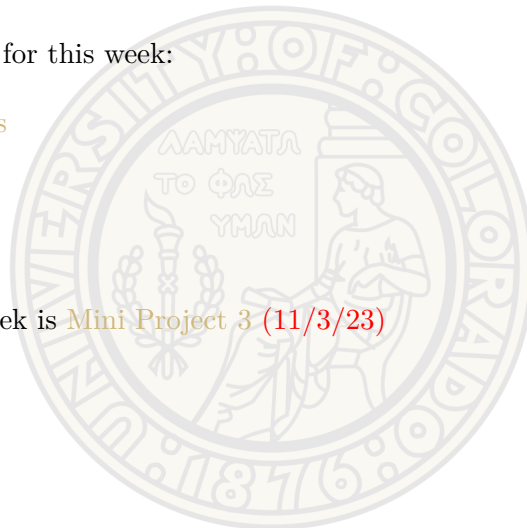 for this week:
s
ek is Mini Project 3 (11/3/23)
UNIVERSITY·OF·COLORADO·
·1876·
ΛΑΜΨΑΤΩ
ΤΟ ΦΩΣ
ΥΜΩΝ